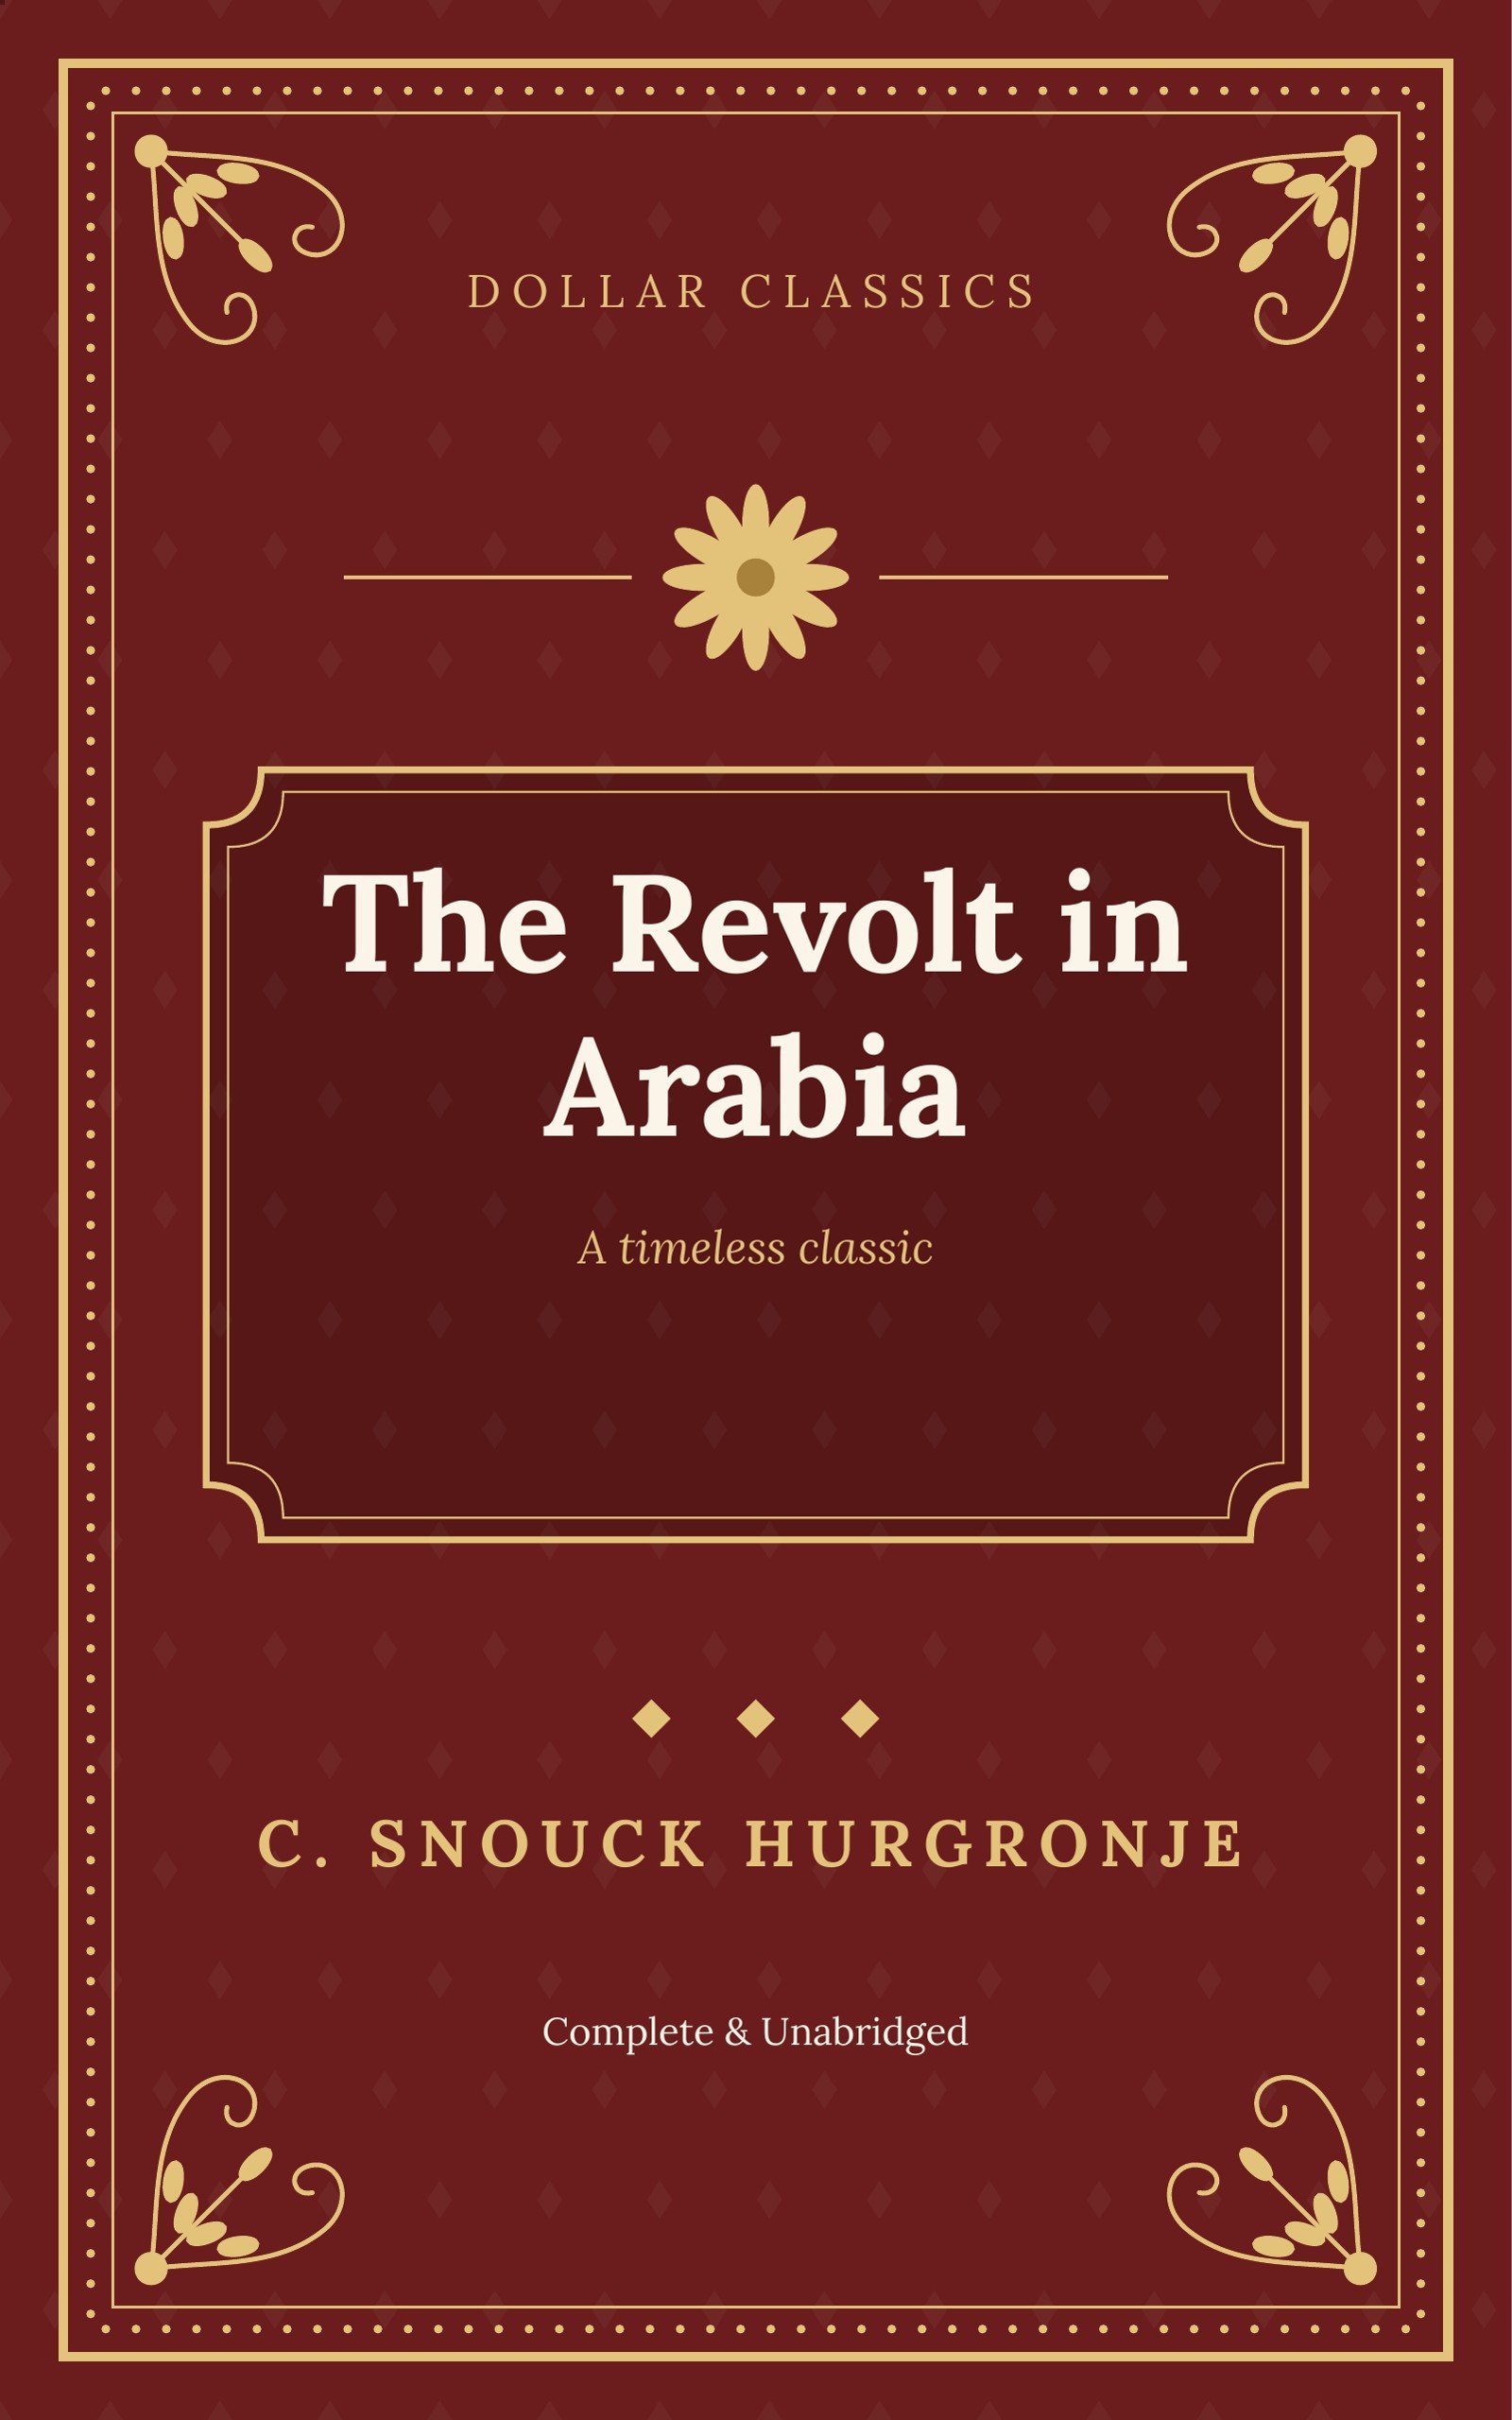 DOLLAR CLASSICS
The Revolt in
Arabia
A timeless classic
C. SNOUCK HURGRONJE
Complete & Unabridged